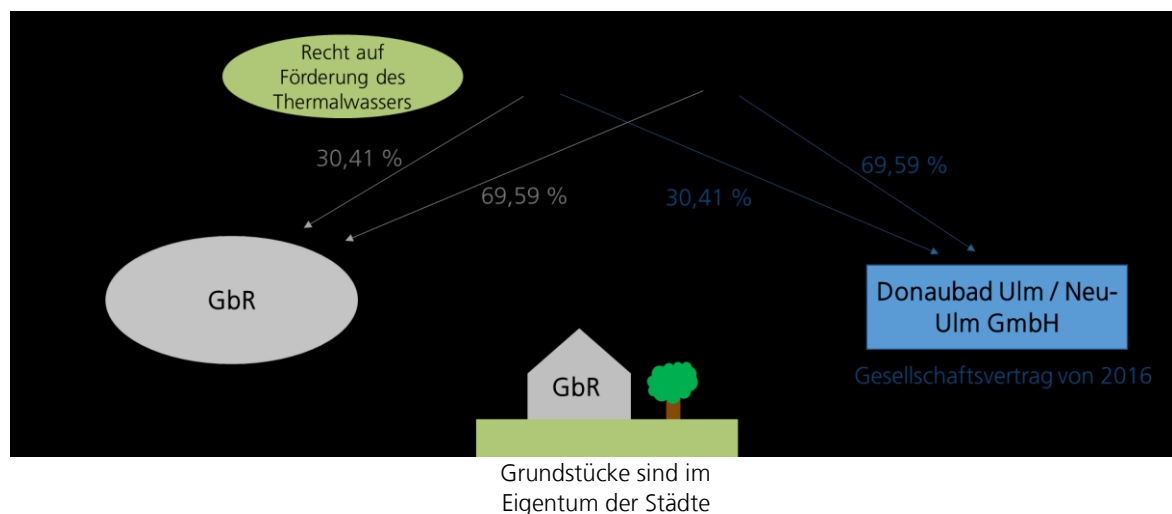 Recht auf
Förderung des
Thermalwassers
30,41 %
69,59 %
30,41 %
69,59 %
GbR
Donaubad Ulm / Neu-
Ulm GmbH
Gesellschaftsvertrag von 2016
GbR
Grundstücke sind im
Eigentum der Städte